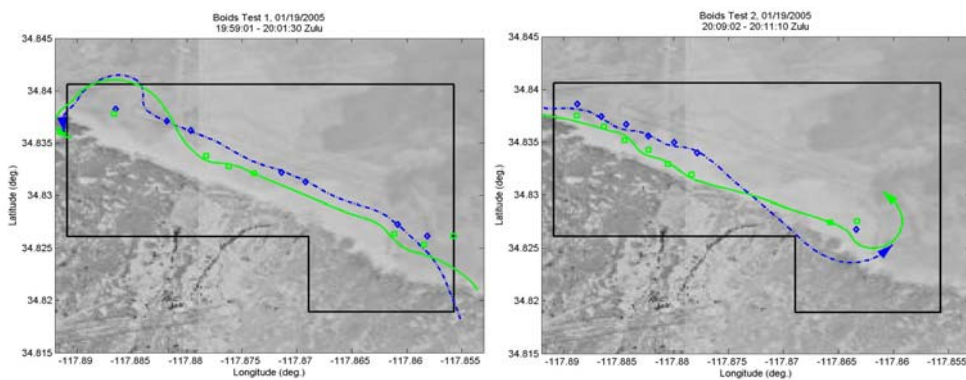 Boids Test 1, 01/19/2005
19:59:01 - 20:01:30 Zulu
34.845
34.84
34.835
34.83
34.825
34.82
34.815
Latitude (deg.)
-117.89 -117.885 -117.88 -117.875 -117.87 -117.865 -117.86 -117.855
Longitude (deg.)
Boids Test 2, 01/19/2005
20:09:02 - 20:11:10 Zulu
34.845
34.84
34.835
34.83
34.825
34.82
34.815
Latitude (deg.)
-117.89 -117.885 -117.88 -117.875 -117.87 -117.865 -117.86 -117.855
Longitude (deg.)